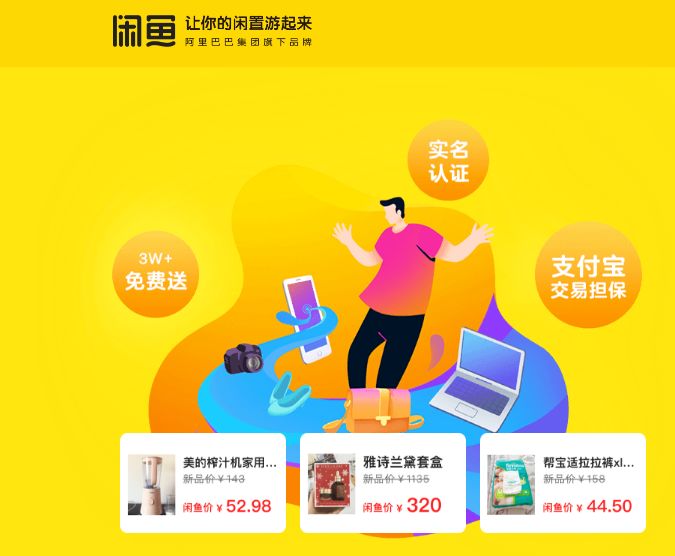 闲鱼 让你的闲置游起来
阿里巴巴集团旗下品牌
实名
认证
3W+
免费送
支付宝
交易担保
美的榨汁机家用...
新品价 ¥ 143
闲鱼价 ¥ 52.98
雅诗兰黛套盒
新品价 ¥ 1135
闲鱼价 ¥ 320
帮宝适拉拉裤xl...
新品价 ¥ 158
闲鱼价 ¥ 44.50